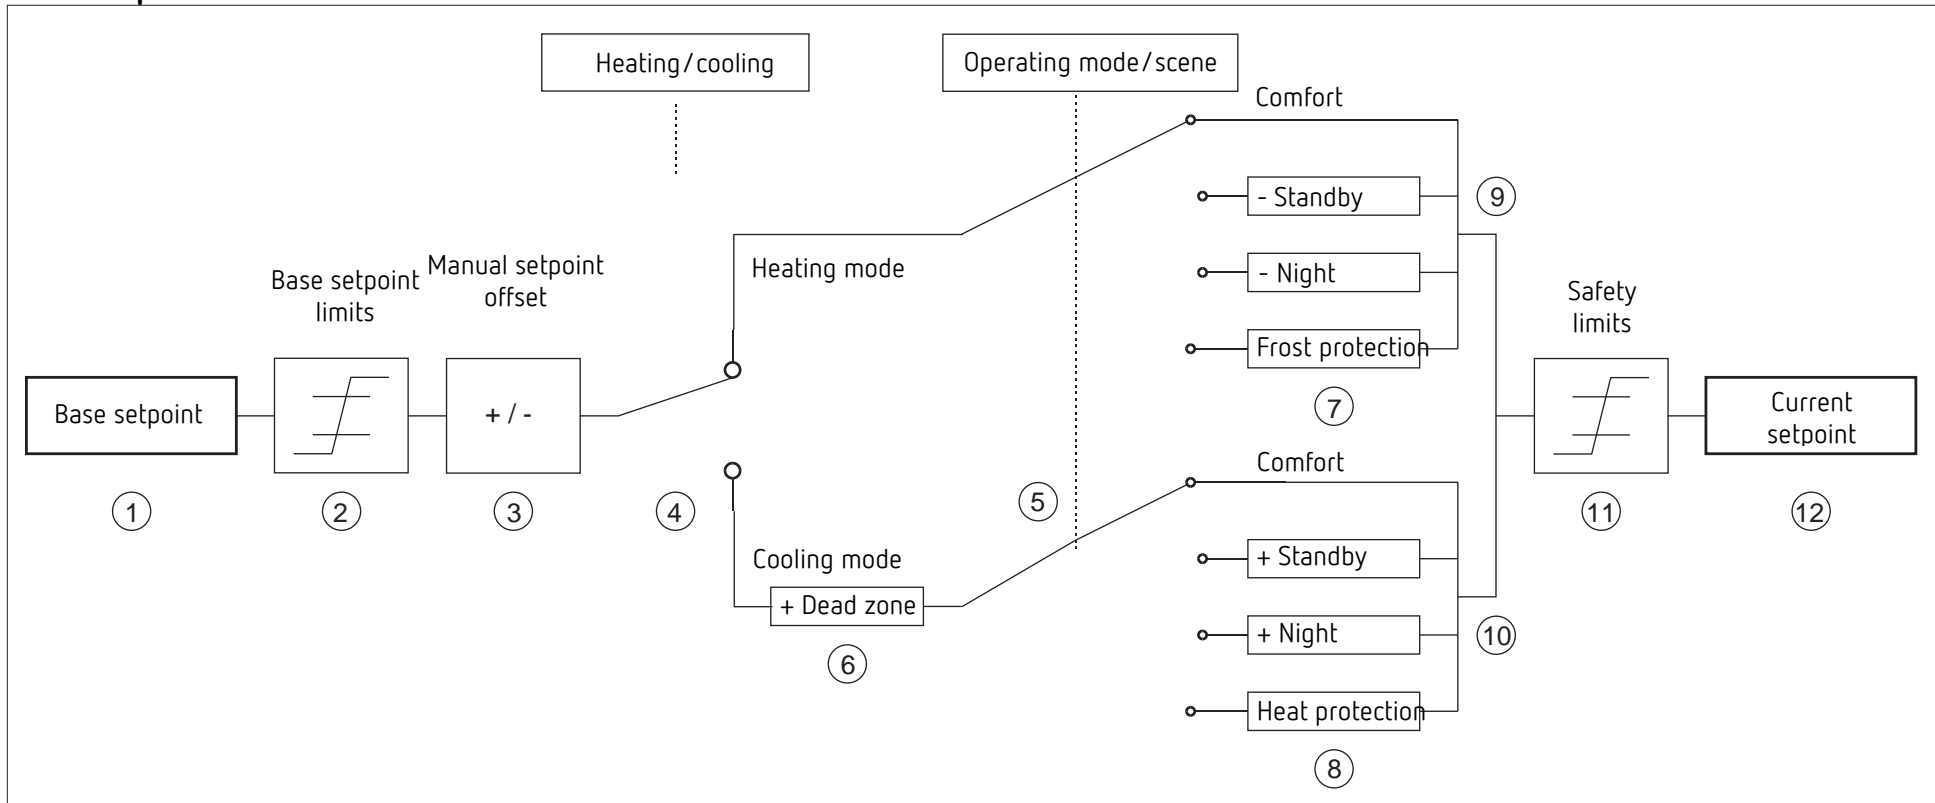 Heating/cooling
Operating mode/scene
Comfort
- Standby
9
- Night
Heating mode
Base setpoint
limits
Manual setpoint
offset
Safety
limits
Frost protection
7
Base setpoint
+ / -
Current
setpoint
Comfort
1
2
3
4
5
11
12
Cooling mode
+ Standby
+ Dead zone
+ Night
10
6
Heat protection
8